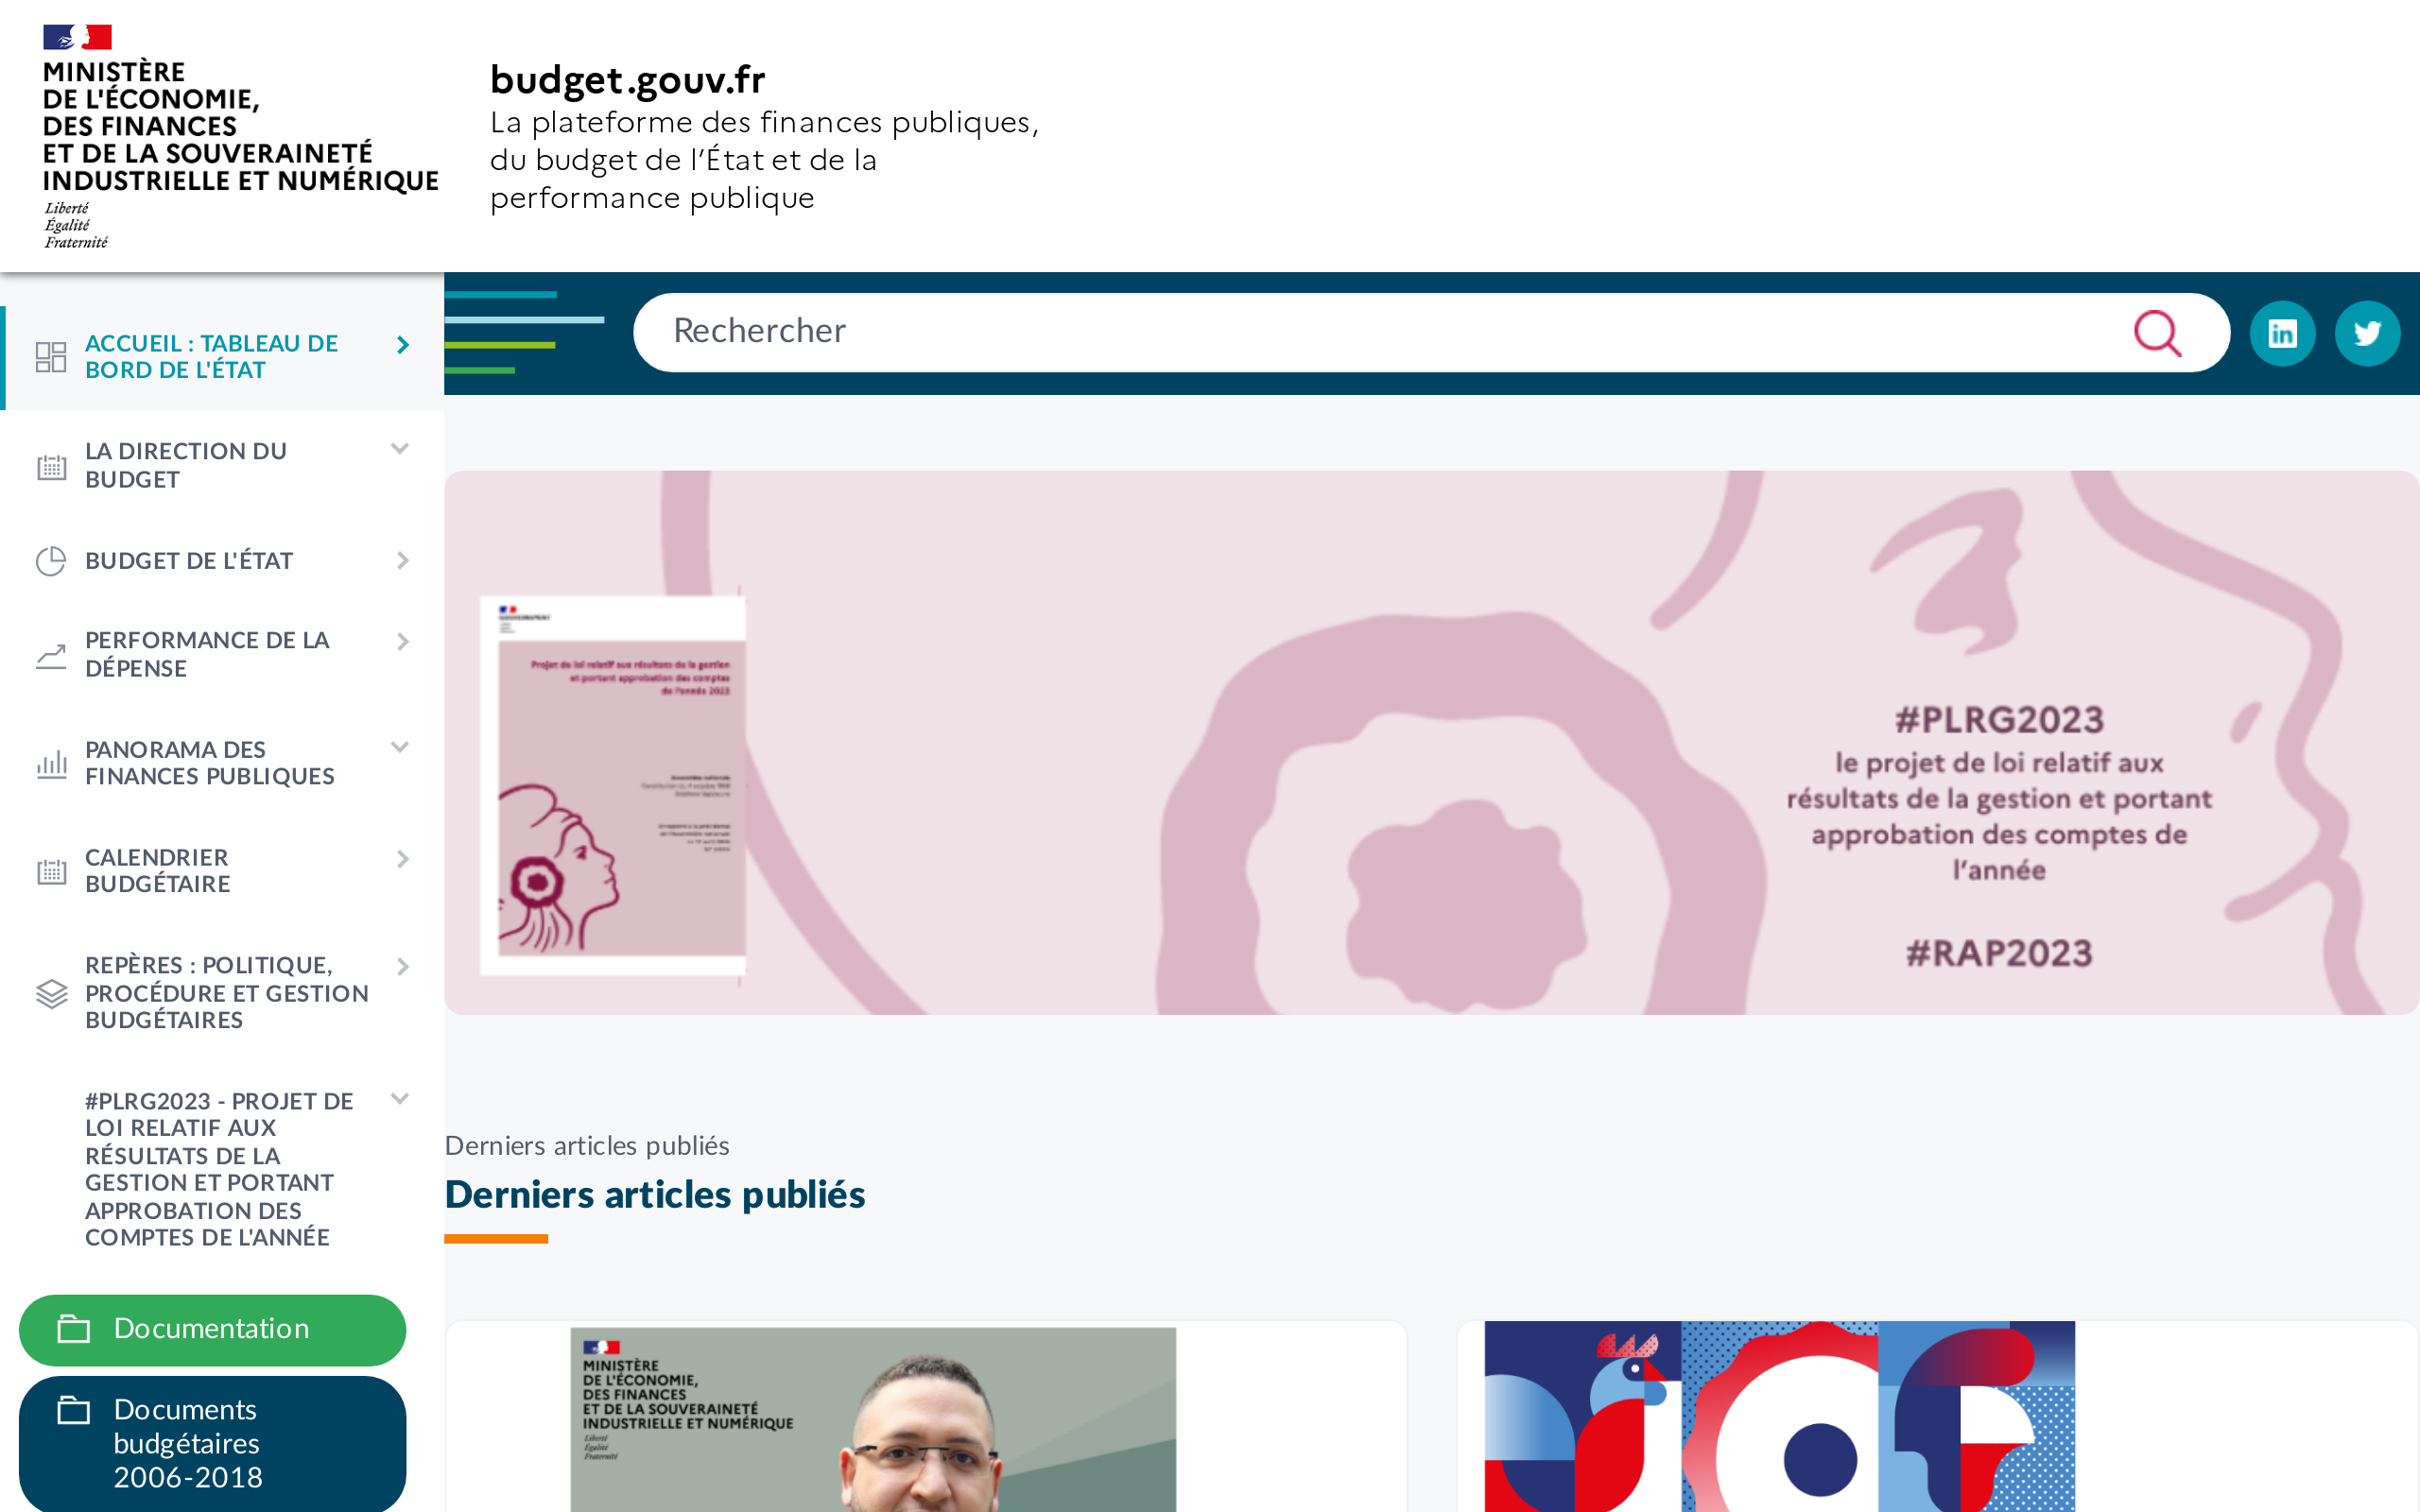 MINISTÈRE
DE L'ÉCONOMIE,
DES FINANCES
ET DE LA SOUVERAINETÉ
INDUSTRIELLE ET NUMÉRIQUE
Liberté
Égalité
Fraternité
budget.gouv.fr
La plateforme des finances publiques,
du budget de l’État et de la
performance publique
Rechercher
ACCUEIL : TABLEAU DE
BORD DE L'ÉTAT
LA DIRECTION DU
BUDGET
BUDGET DE L'ÉTAT
PERFORMANCE DE LA
DÉPENSE
PANORAMA DES
FINANCES PUBLIQUES
CALENDRIER
BUDGÉTAIRE
REPÈRES : POLITIQUE,
PROCÉDURE ET GESTION
BUDGÉTAIRES
#PLRG2023 - PROJET DE
LOI RELATIF AUX
RÉSULTATS DE LA
GESTION ET PORTANT
APPROBATION DES
COMPTES DE L'ANNÉE
Documentation
Documents
budgétaires
2006-2018
Projet de loi relatif aux résultats de la gestion
et portant approbation des comptes
de l'année 2023
Assemblée nationale
#PLRG2023
le projet de loi relatif aux
résultats de la gestion et portant
approbation des comptes de
l’année
#RAP2023
Derniers articles publiés
Derniers articles publiés
MINISTÈRE
DE L'ÉCONOMIE,
DES FINANCES
ET DE LA SOUVERAINETÉ
INDUSTRIELLE ET NUMÉRIQUE
Liberté
Égalité
Fraternité